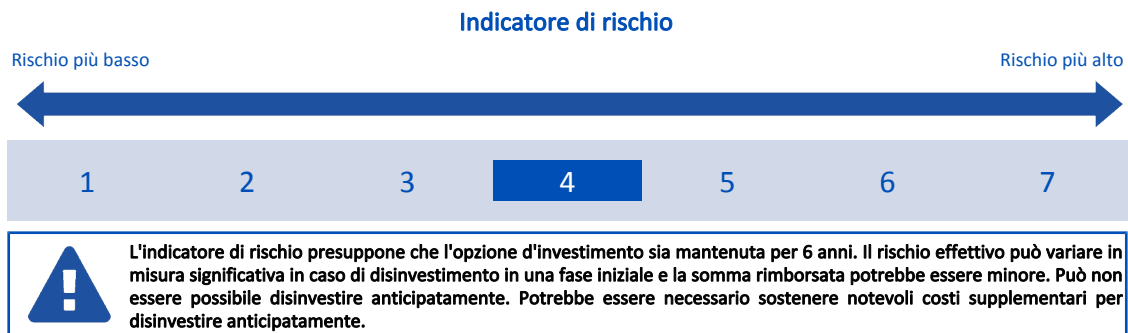 Indicatore di rischio
Rischio più basso
Rischio più alto
1 2 3 4 5 6 7
L'indicatore di rischio presuppone che l'opzione d'investimento sia mantenuta per 6 anni. Il rischio effettivo può variare in
misura significativa in caso di disinvestimento in una fase iniziale e la somma rimborsata potrebbe essere minore. Può non
essere possibile disinvestire anticipatamente. Potrebbe essere necessario sostenere notevoli costi supplementari per
disinvestire anticipatamente.